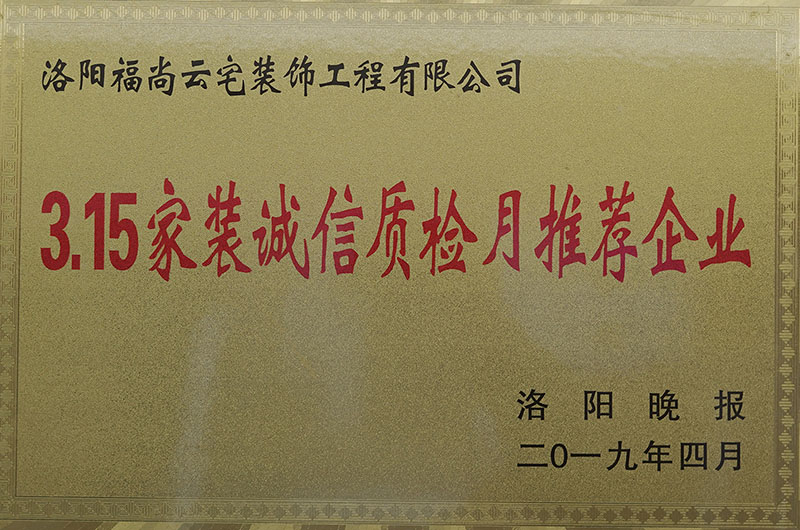 洛阳福尚云宅装饰工程有限公司
3.15家装诚信质检月推荐企业
洛阳晚报
二〇一九年四月